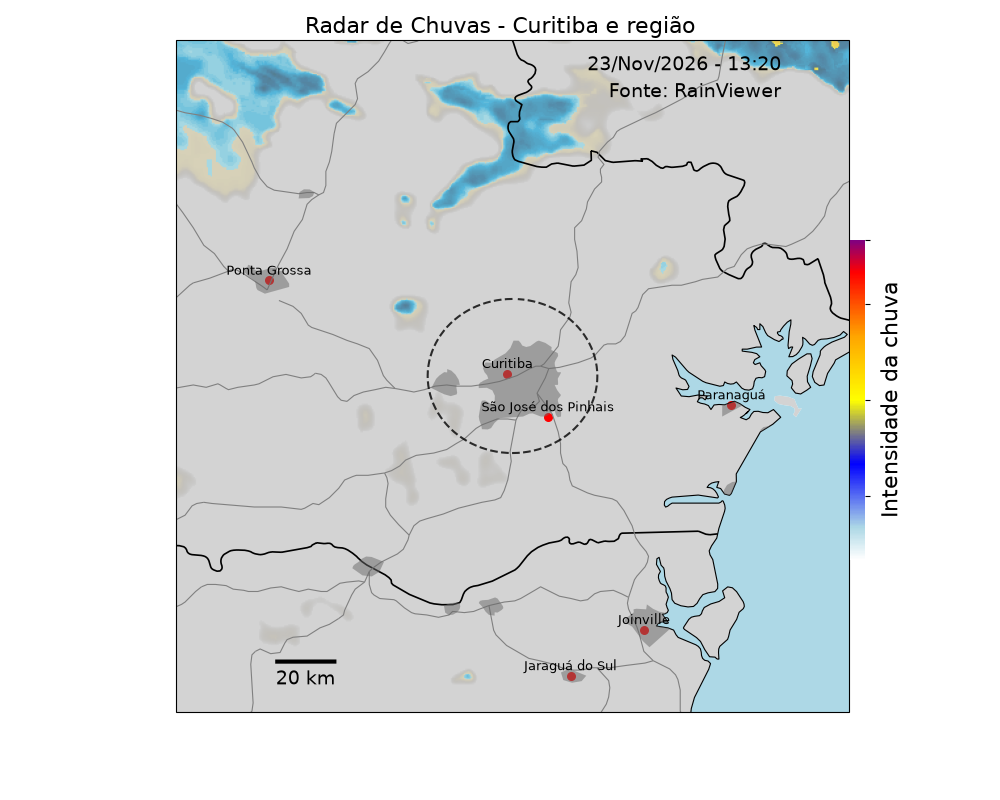 Radar de Chuvas - Curitiba e região
23/Nov/2026 - 13:20
Fonte: RainViewer
Ponta Grossa
Curitiba
Paranaguá
São José dos Pinhais
Intensidade da chuva
Joinville
Jaraguá do Sul
20 km